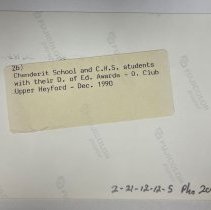 26)
Chenderit School and C.H.S. students
with their D. of Ed. Awards - O. Club
Upper Heyford - Dec. 1990
2-21-12-12-5